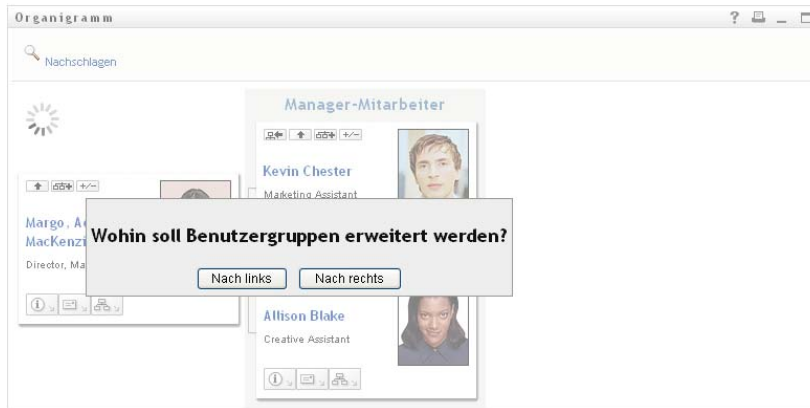 Organigramm
Nachschlagen
Manager-Mitarbeiter
Kevin Chester
Marketing Assistant
Margo, A
MacKenzi
Director, Ma
Wohin soll Benutzergruppen erweitert werden?
Nach links
Nach rechts
Allison Blake
Creative Assistant